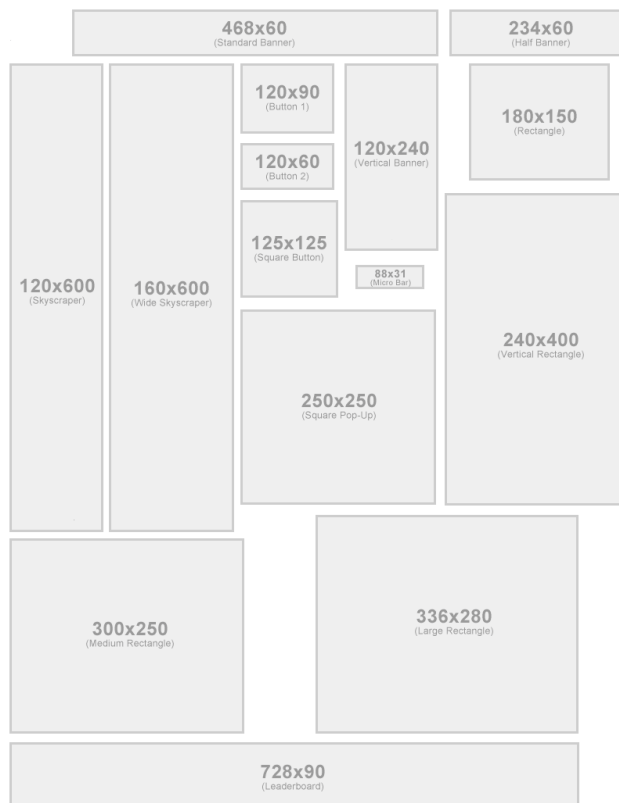 468x60
(Standard Banner)
234x60
(Half Banner)
120x90
(Button 1)
120x60
(Button 2)
120x240
(Vertical Banner)
180x150
(Rectangle)
125x125
(Square Button)
88x31
(Micro Bar)
120x600
(Skyscraper)
160x600
(Wide Skyscraper)
240x400
(Vertical Rectangle)
250x250
(Square Pop-Up)
300x250
(Medium Rectangle)
336x280
(Large Rectangle)
728x90
(Leaderboard)